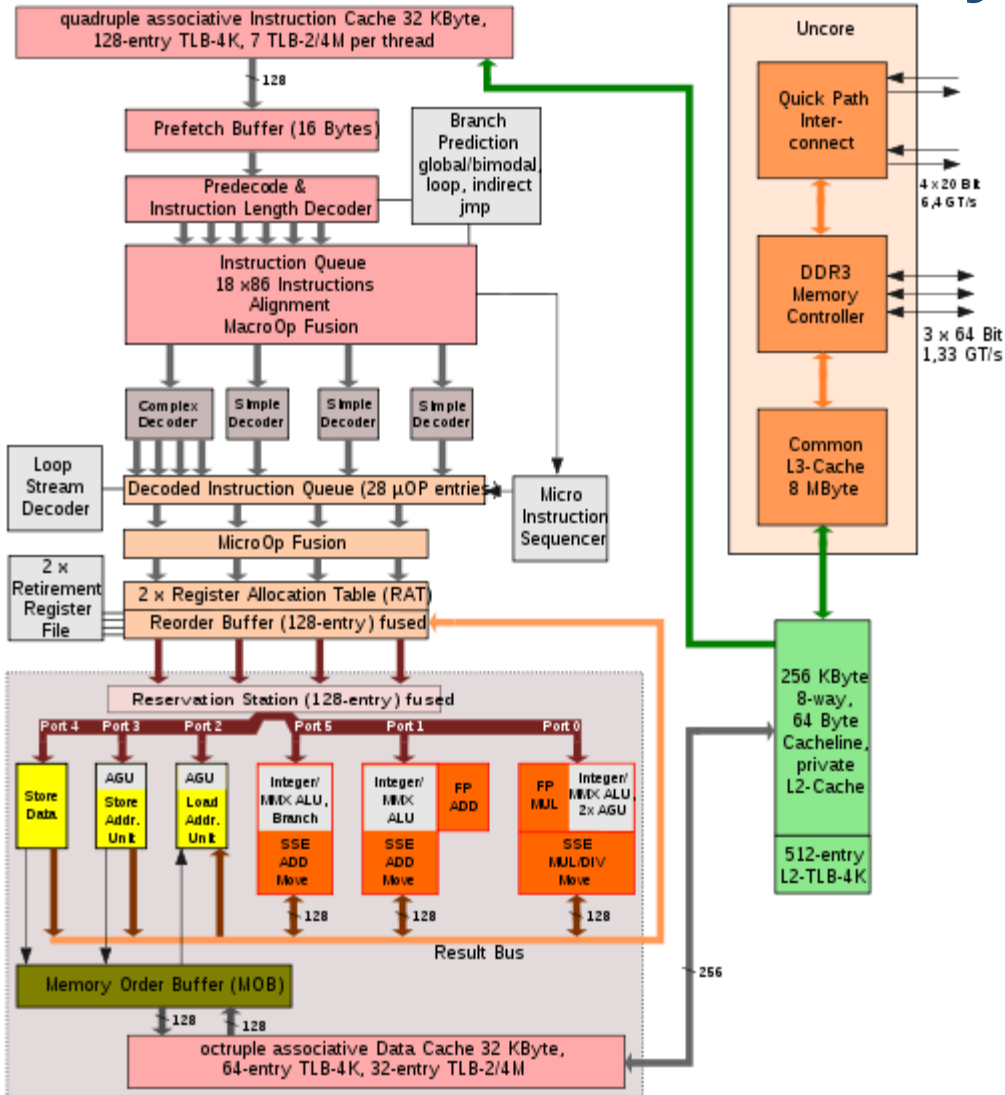 quadruple associative Instruction Cache 32 KByte,
128-entry TLB-4K, 7 TLB-2/4M per thread
128
Prefetch Buffer (16 Bytes)
Predecode &
Instruction Length Decoder
Branch
Prediction
global/bimodal,
loop, indirect
jmp
Instruction Queue
18 x86 Instructions
Alignment
MacroOp Fusion
Complex
Decoder
Simple
Decoder
Simple
Decoder
Simple
Decoder
Loop
Stream
Decoder
Decoded Instruction Queue (28 µOP entries)
Micro
Instruction
Sequencer
MicroOp Fusion
2 x
Retirement
Register
File
2 x Register Allocation Table (RAT)
Reorder Buffer (128-entry) fused
Reservation Station (128-entry) fused
Port 4
Port 3
Port 2
Port 5
Port 1
Port 0
Store
Data
AGU
Store
Addr.
Unit
AGU
Load
Addr.
Unit
Integer/
MMX ALU,
Branch
SSE
ADD
Move
Integer/
MMX
ALU
SSE
ADD
Move
FP
ADD
FP
MUL
Integer/
MMX ALU,
2x AGU
SSE
MUL/DIV
Move
128
128
128
Result Bus
Memory Order Buffer (MOB)
128
128
octruple associative Data Cache 32 KByte,
64-entry TLB-4K, 32-entry TLB-2/4M
256
Uncore
Quick Path
Inter-
connect
4 x 20 Bit
6,4 GT/s
DDR3
Memory
Controller
3 x 64 Bit
1,33 GT/s
Common
L3-Cache
8 MByte
256 KByte
8-way,
64 Byte
Cacheline,
private
L2-Cache
512-entry
L2-TLB-4K